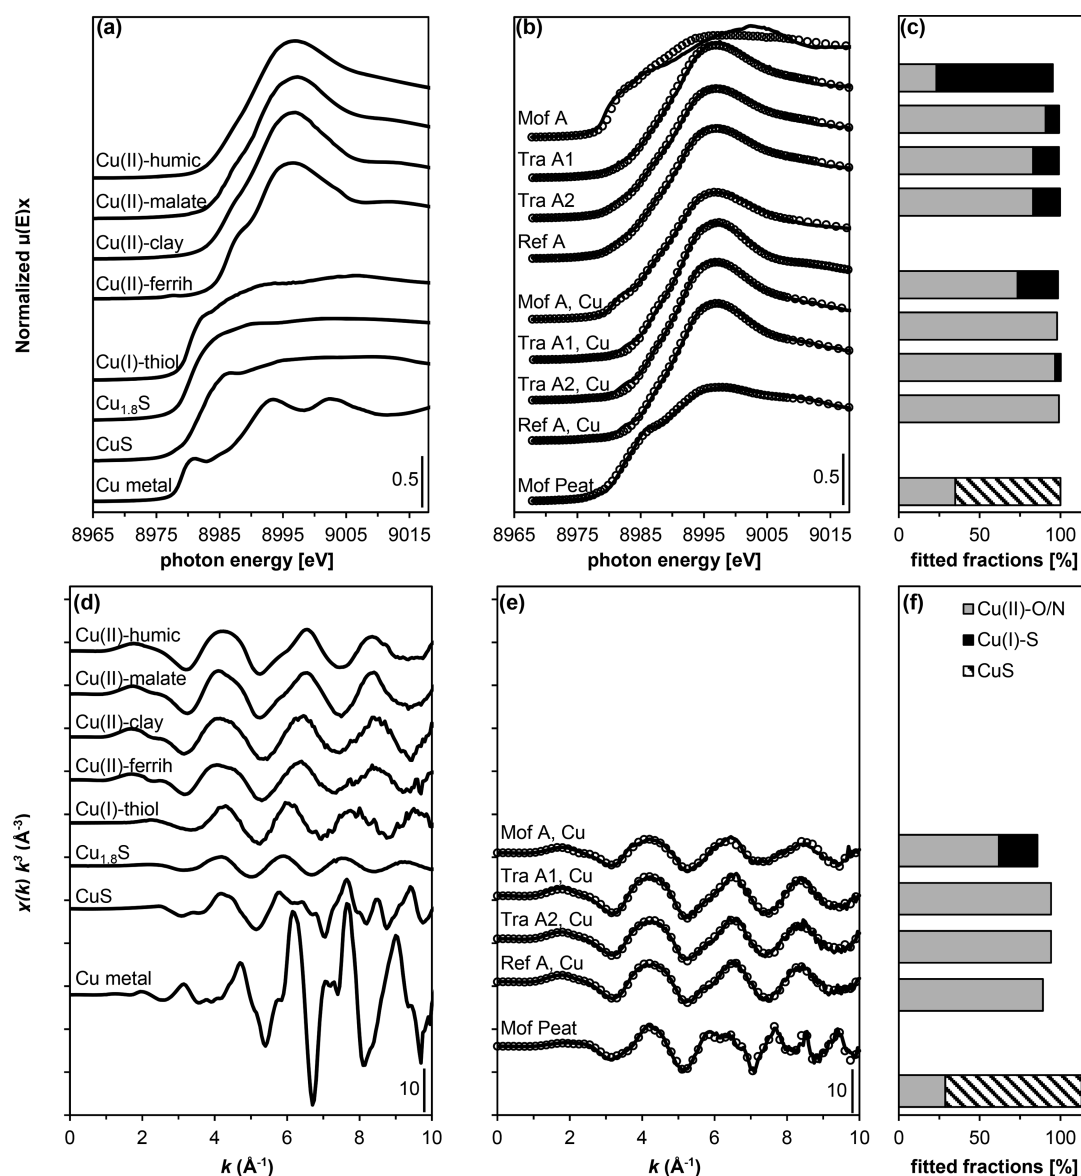 (a)
(b)
(c)
Normalized μ(E)x
Cu(II)-humic
Cu(II)-malate
Cu(II)-clay
Cu(II)-ferrih
Cu(I)-thiol
Cu1.8S
CuS
Cu metal
0.5
8965 8975 8985 8995 9005 9015
photon energy [eV]
Mof A
Tra A1
Tra A2
Ref A
Mof A, Cu
Tra A1, Cu
Tra A2, Cu
Ref A, Cu
Mof Peat
0.5
8965 8975 8985 8995 9005 9015
photon energy [eV]
0 50 100
fitted fractions [%]
(d)
(e)
(f)
χ(k) k³ (Å⁻³)
Cu(II)-humic
Cu(II)-malate
Cu(II)-clay
Cu(II)-ferrih
Cu(I)-thiol
Cu1.8S
CuS
Cu metal
10
0 2 4 6 8 10
k (Å⁻¹)
Mof A, Cu
Tra A1, Cu
Tra A2, Cu
Ref A, Cu
Mof Peat
10
0 2 4 6 8 10
k (Å⁻¹)
Cu(II)-O/N
Cu(I)-S
CuS
0 50 100
fitted fractions [%]